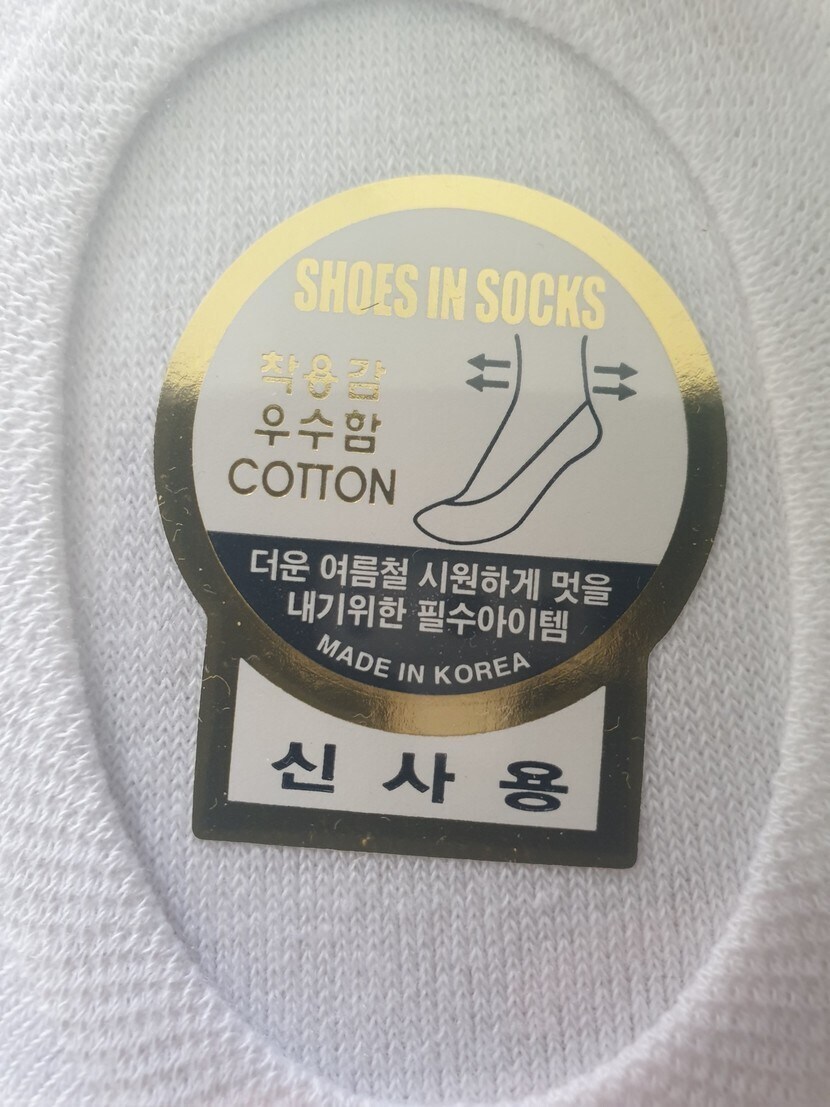 SHOES IN SOCKS
착용감
우수함
COTTON
더운 여름철 시원하게 멋을
내기위한 필수아이템
MADE IN KOREA
신사용